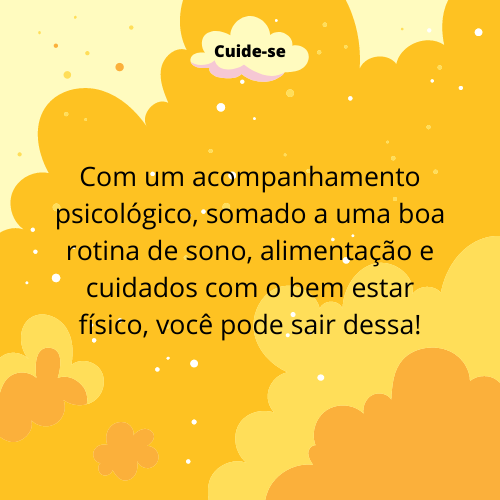 Cuide-se
Com um acompanhamento
psicológico, somado a uma boa
rotina de sono, alimentação e
cuidados com o bem estar
físico, você pode sair dessa!